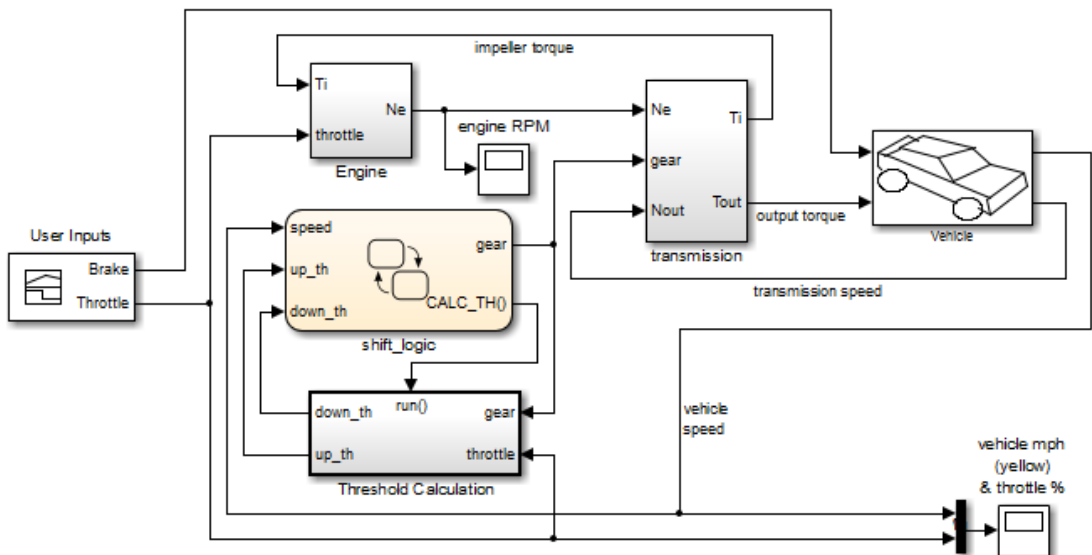 impeller torque
Ti
Ne
throttle
Engine
engine RPM
Ne
Ti
gear
Nout
Tout
transmission
output torque
Vehicle
transmission speed
User Inputs
Brake
Throttle
speed
gear
up_th
CALC_TH()
down_th
shift_logic
run()
down_th
gear
up_th
throttle
Threshold Calculation
vehicle
speed
vehicle mph
(yellow)
& throttle %